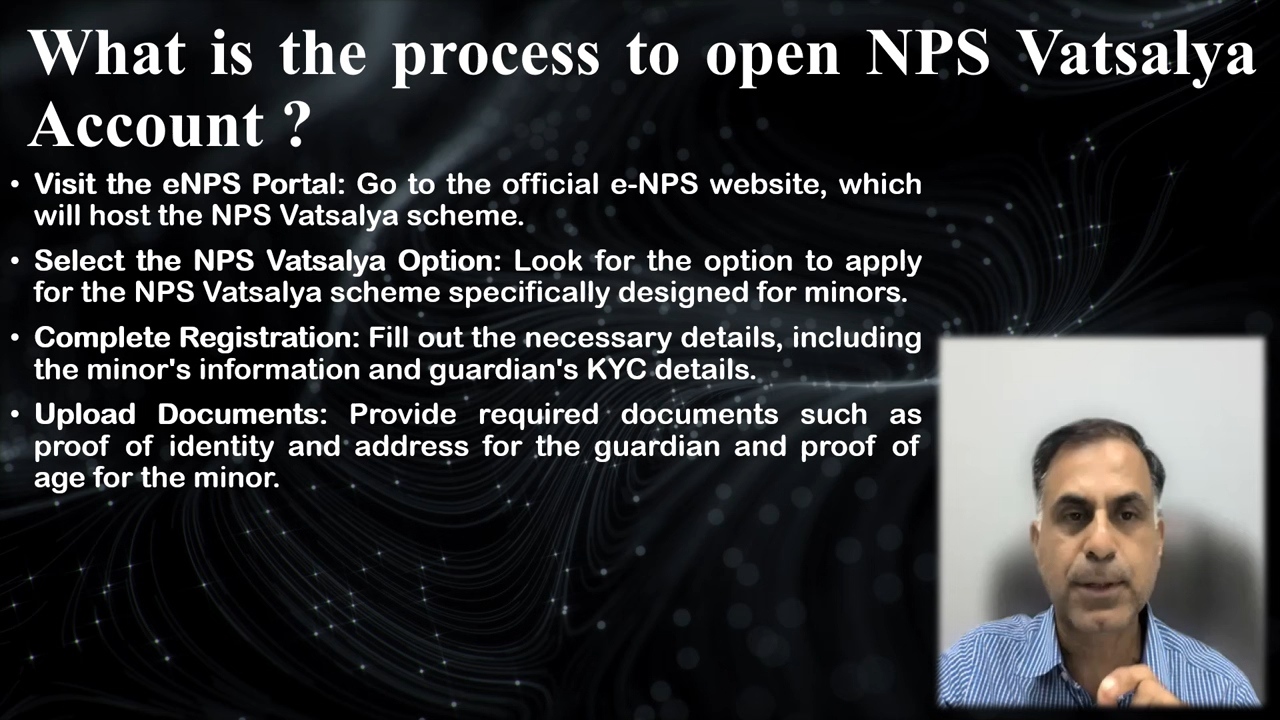 What is the process to open NPS Vatsalya
Account ?
• Visit the eNPS Portal: Go to the official e-NPS website, which
will host the NPS Vatsalya scheme.
• Select the NPS Vatsalya Option: Look for the option to apply
for the NPS Vatsalya scheme specifically designed for minors.
• Complete Registration: Fill out the necessary details, including
the minor's information and guardian's KYC details.
• Upload Documents: Provide required documents such as
proof of identity and address for the guardian and proof of
age for the minor.